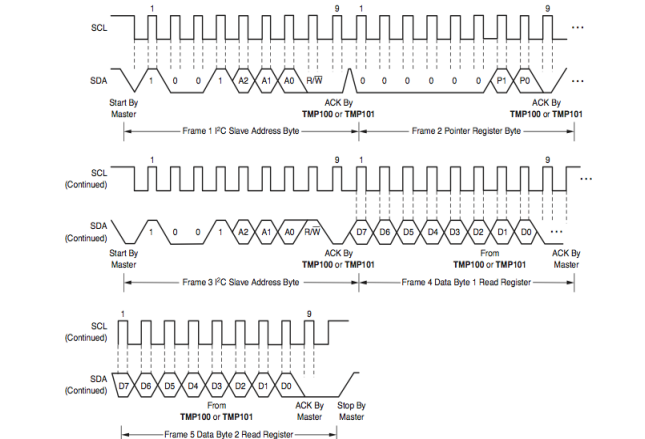 1 9 1 9
SCL
SDA 1 0 0 1 A2 A1 A0 R/W̅ 0 0 0 0 0 0 P1 P0 ...
Start By Master ACK By TMP100 or TMP101 ACK By TMP100 or TMP101
Frame 1 I²C Slave Address Byte Frame 2 Pointer Register Byte
1 9 1 9
SCL (Continued)
SDA (Continued) 1 0 0 1 A2 A1 A0 R/W̅ D7 D6 D5 D4 D3 D2 D1 D0 ...
Start By Master ACK By TMP100 or TMP101 From TMP100 or TMP101 ACK By Master
Frame 3 I²C Slave Address Byte Frame 4 Data Byte 1 Read Register
1 9
SCL (Continued)
SDA (Continued) D7 D6 D5 D4 D3 D2 D1 D0
From TMP100 or TMP101 ACK By Master Stop By Master
Frame 5 Data Byte 2 Read Register